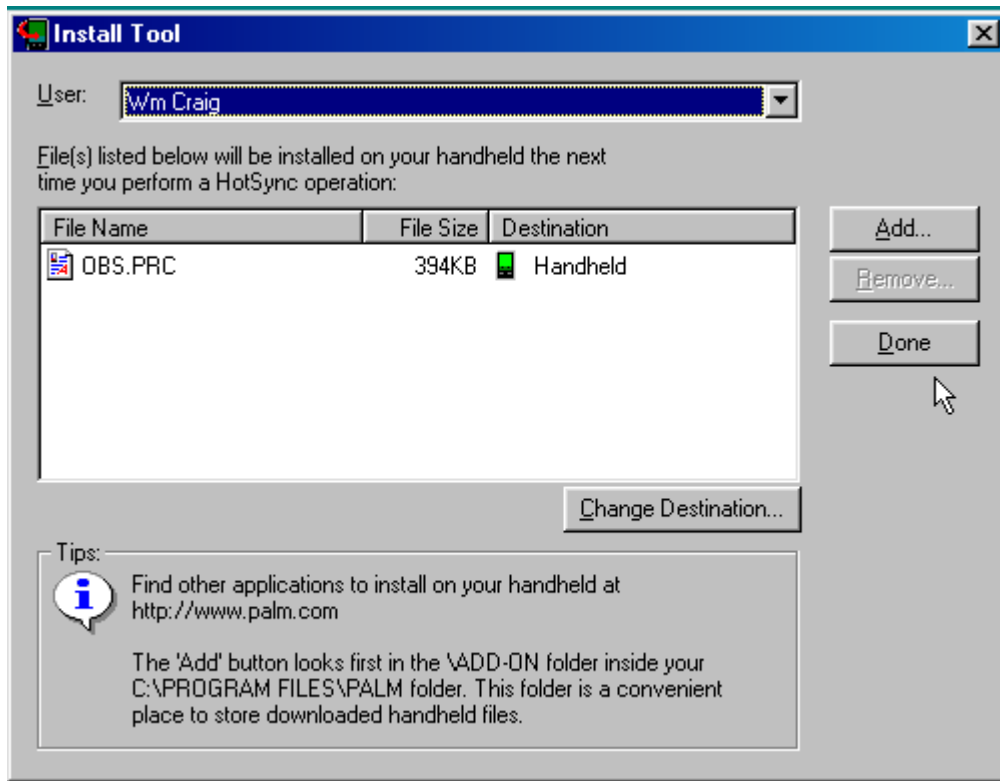 Install Tool
User: Wm Craig
File(s) listed below will be installed on your handheld the next
time you perform a HotSync operation:
File Name File Size Destination
OBS.PRC 394KB Handheld
Add...
Remove...
Done
Change Destination...
Tips:
Find other applications to install on your handheld at
http://www.palm.com
The 'Add' button looks first in the \ADD-ON folder inside your
C:\PROGRAM FILES\PALM folder. This folder is a convenient
place to store downloaded handheld files.